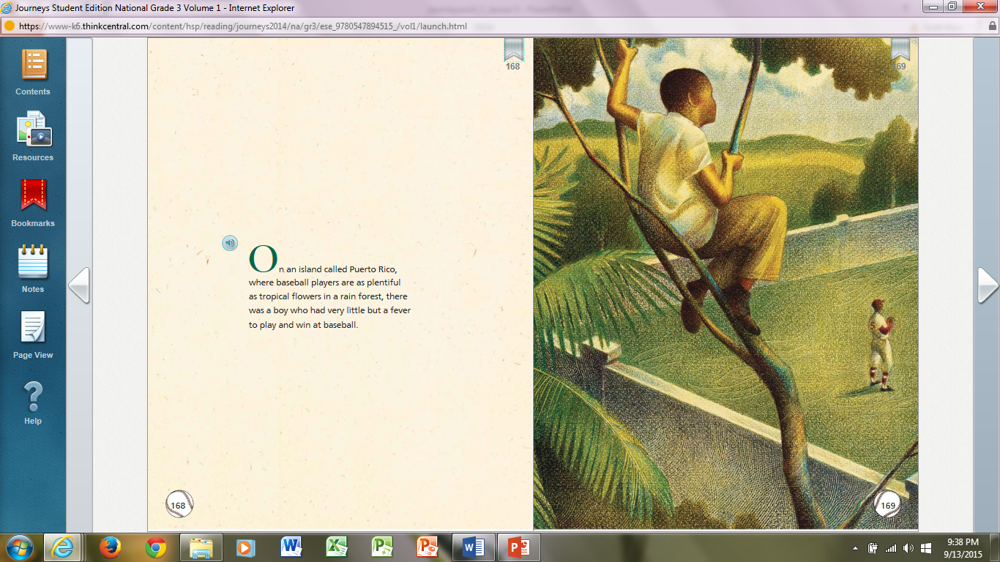 Journeys Student Edition National Grade 3 Volume 1 - Internet Explorer
https://www-k6.thinkcentral.com/content/hsp/reading/journeys2014/na/gr3/ese_9780547894515_/vol1/launch.html
Contents
Resources
Bookmarks
Notes
Page View
Help
168
169
On an island called Puerto Rico,
where baseball players are as plentiful
as tropical flowers in a rain forest, there
was a boy who had very little but a fever
to play and win at baseball.
168
169
9:38 PM
9/13/2015